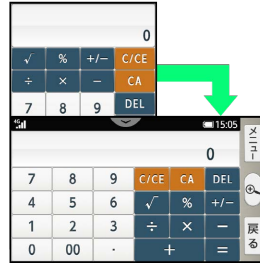 0
√ % +/- C/CE
÷ × − CA
7 8 9 DEL
4G 15:05
0
メニュー
7 8 9 C/CE CA DEL
4 5 6 √ % +/-
1 2 3 ÷ × −
0 00 · + =
戻る